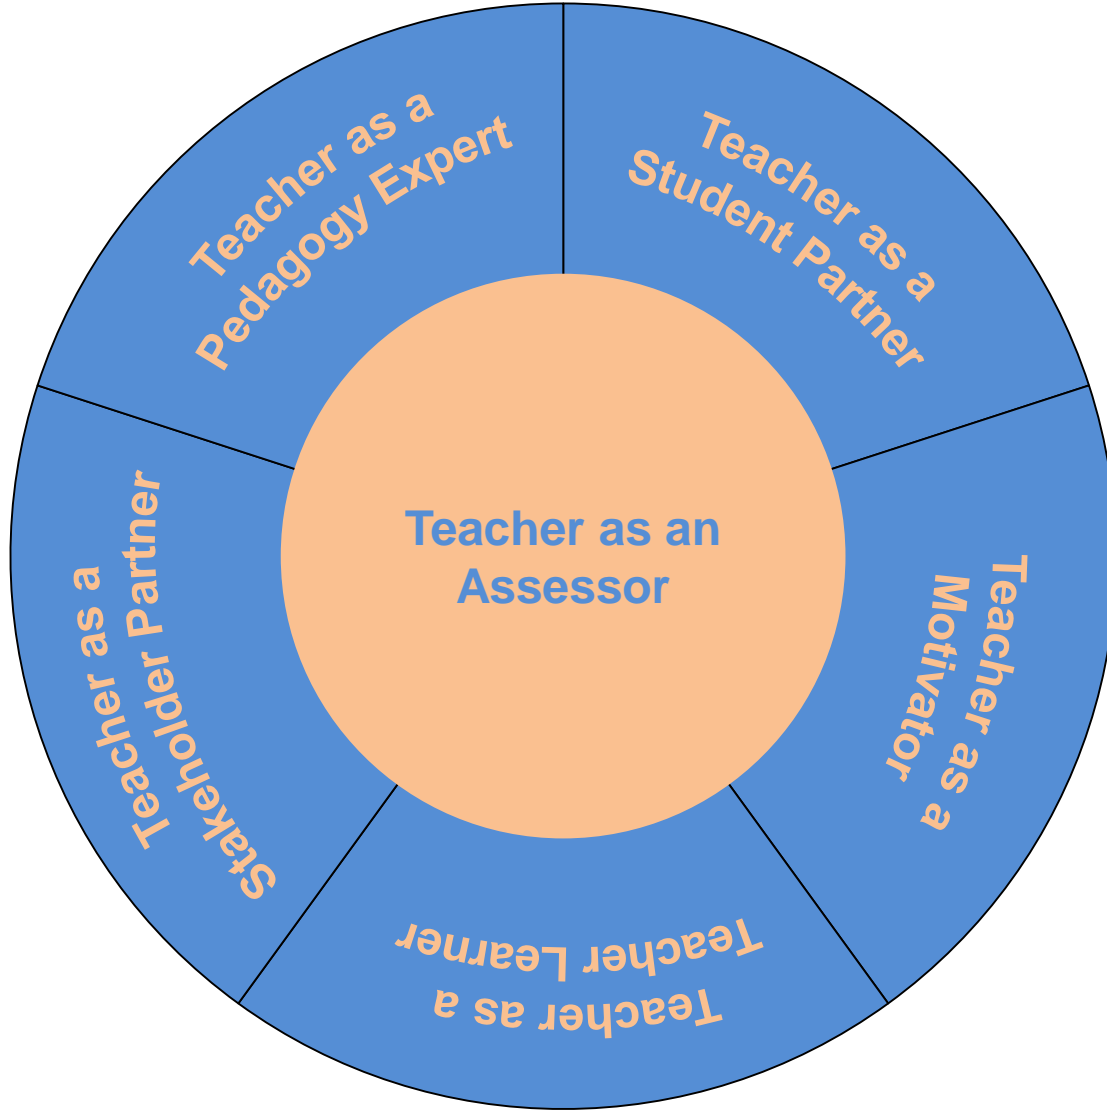 Teacher as a
Pedagogy Expert
Teacher as a
Student Partner
Teacher as an
Assessor
Teacher as a
Motivator
Teacher as a
Teacher Learner
Teacher as a
Stakeholder Partner